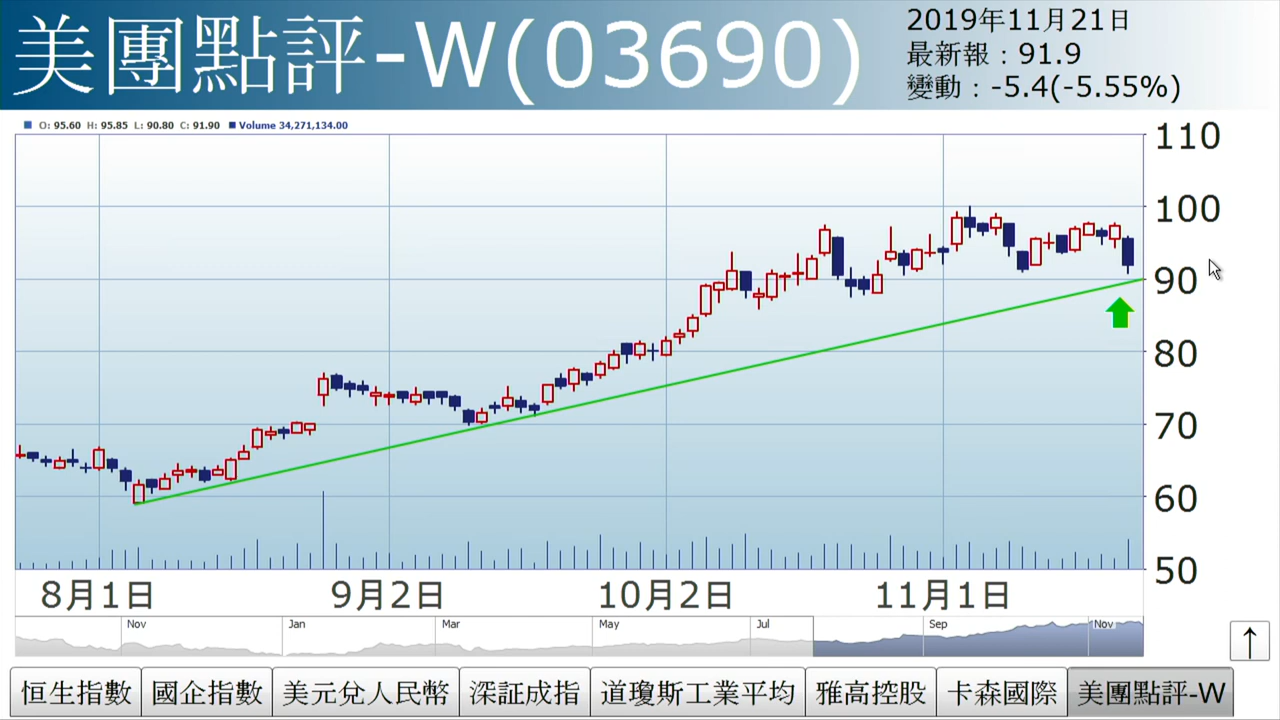 美團點評-W(03690)
2019年11月21日
最新報：91.9
變動：-5.4(-5.55%)
O: 95.60 H: 95.85 L: 90.80 C: 91.90 Volume 34,271,134.00
110
100
90
80
70
60
50
8月1日 9月2日 10月2日 11月1日
Nov Jan Mar May Jul Sep Nov
恒生指數 國企指數 美元兌人民幣 深証成指 道瓊斯工業平均 雅高控股 卡森國際 美團點評-W